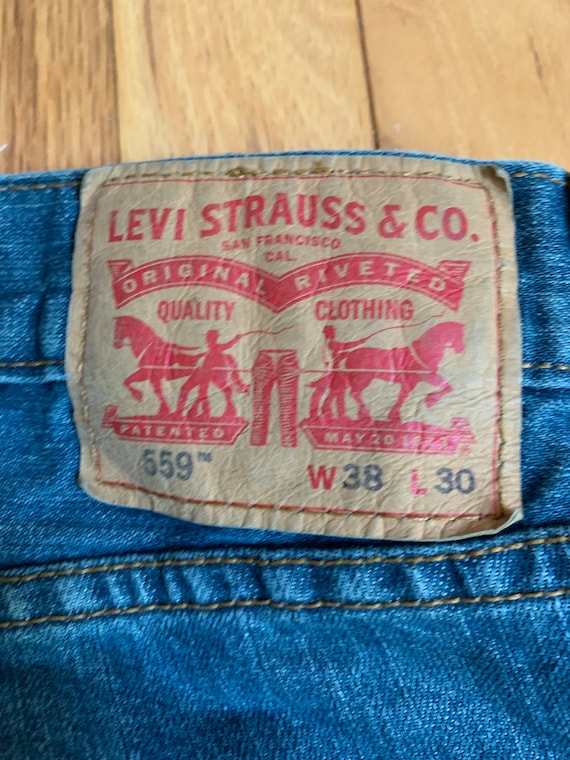 LEVI STRAUSS & CO.
SAN FRANCISCO
CAL.
ORIGINAL RIVETED
QUALITY CLOTHING
PATENTED MAY 20 1873
559™ W 38 L 30